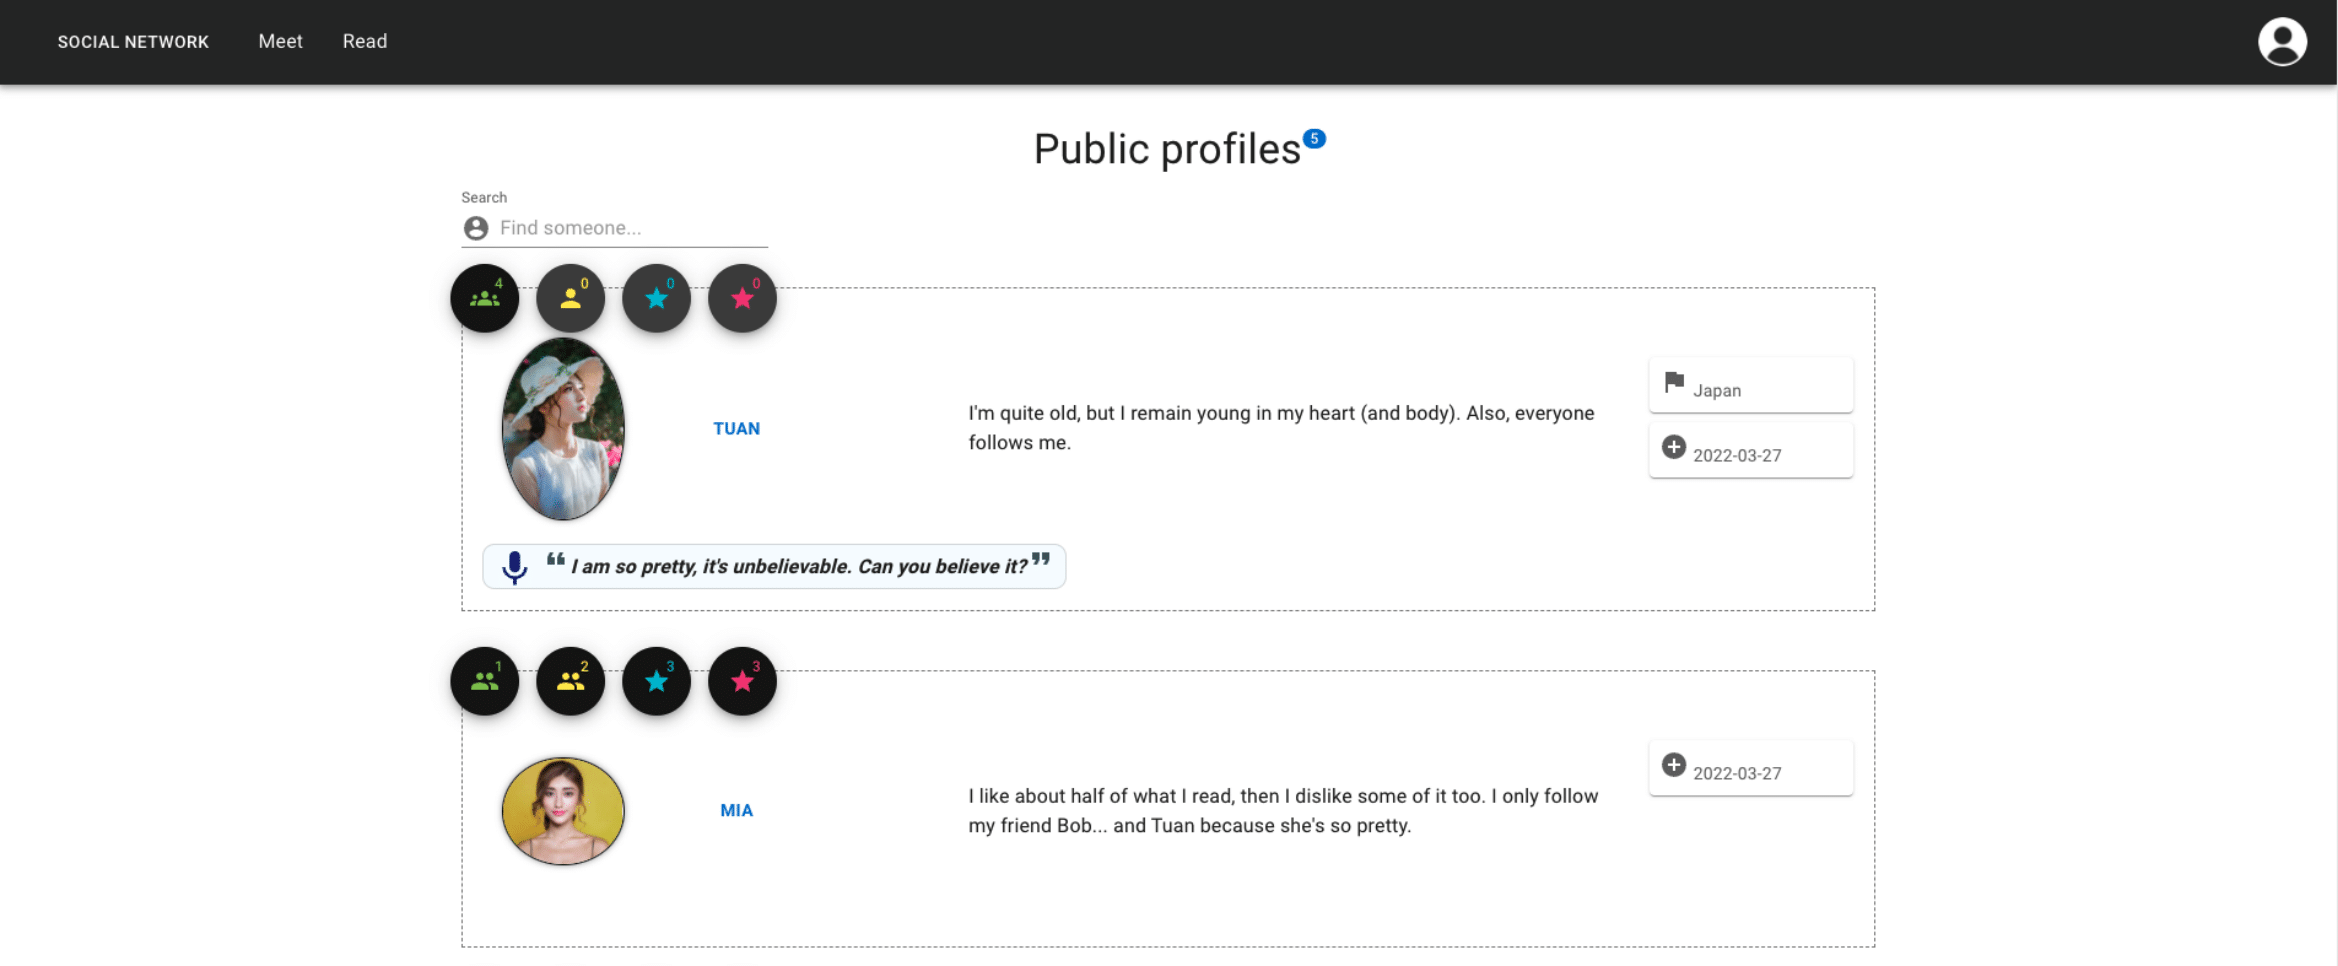 SOCIAL NETWORK Meet Read
Public profiles 5
Search
Find someone...
4 0 0 0
TUAN
I'm quite old, but I remain young in my heart (and body). Also, everyone
follows me.
Japan
2022-03-27
“ I am so pretty, it's unbelievable. Can you believe it? ”
1 2 3 3
MIA
I like about half of what I read, then I dislike some of it too. I only follow
my friend Bob... and Tuan because she's so pretty.
2022-03-27